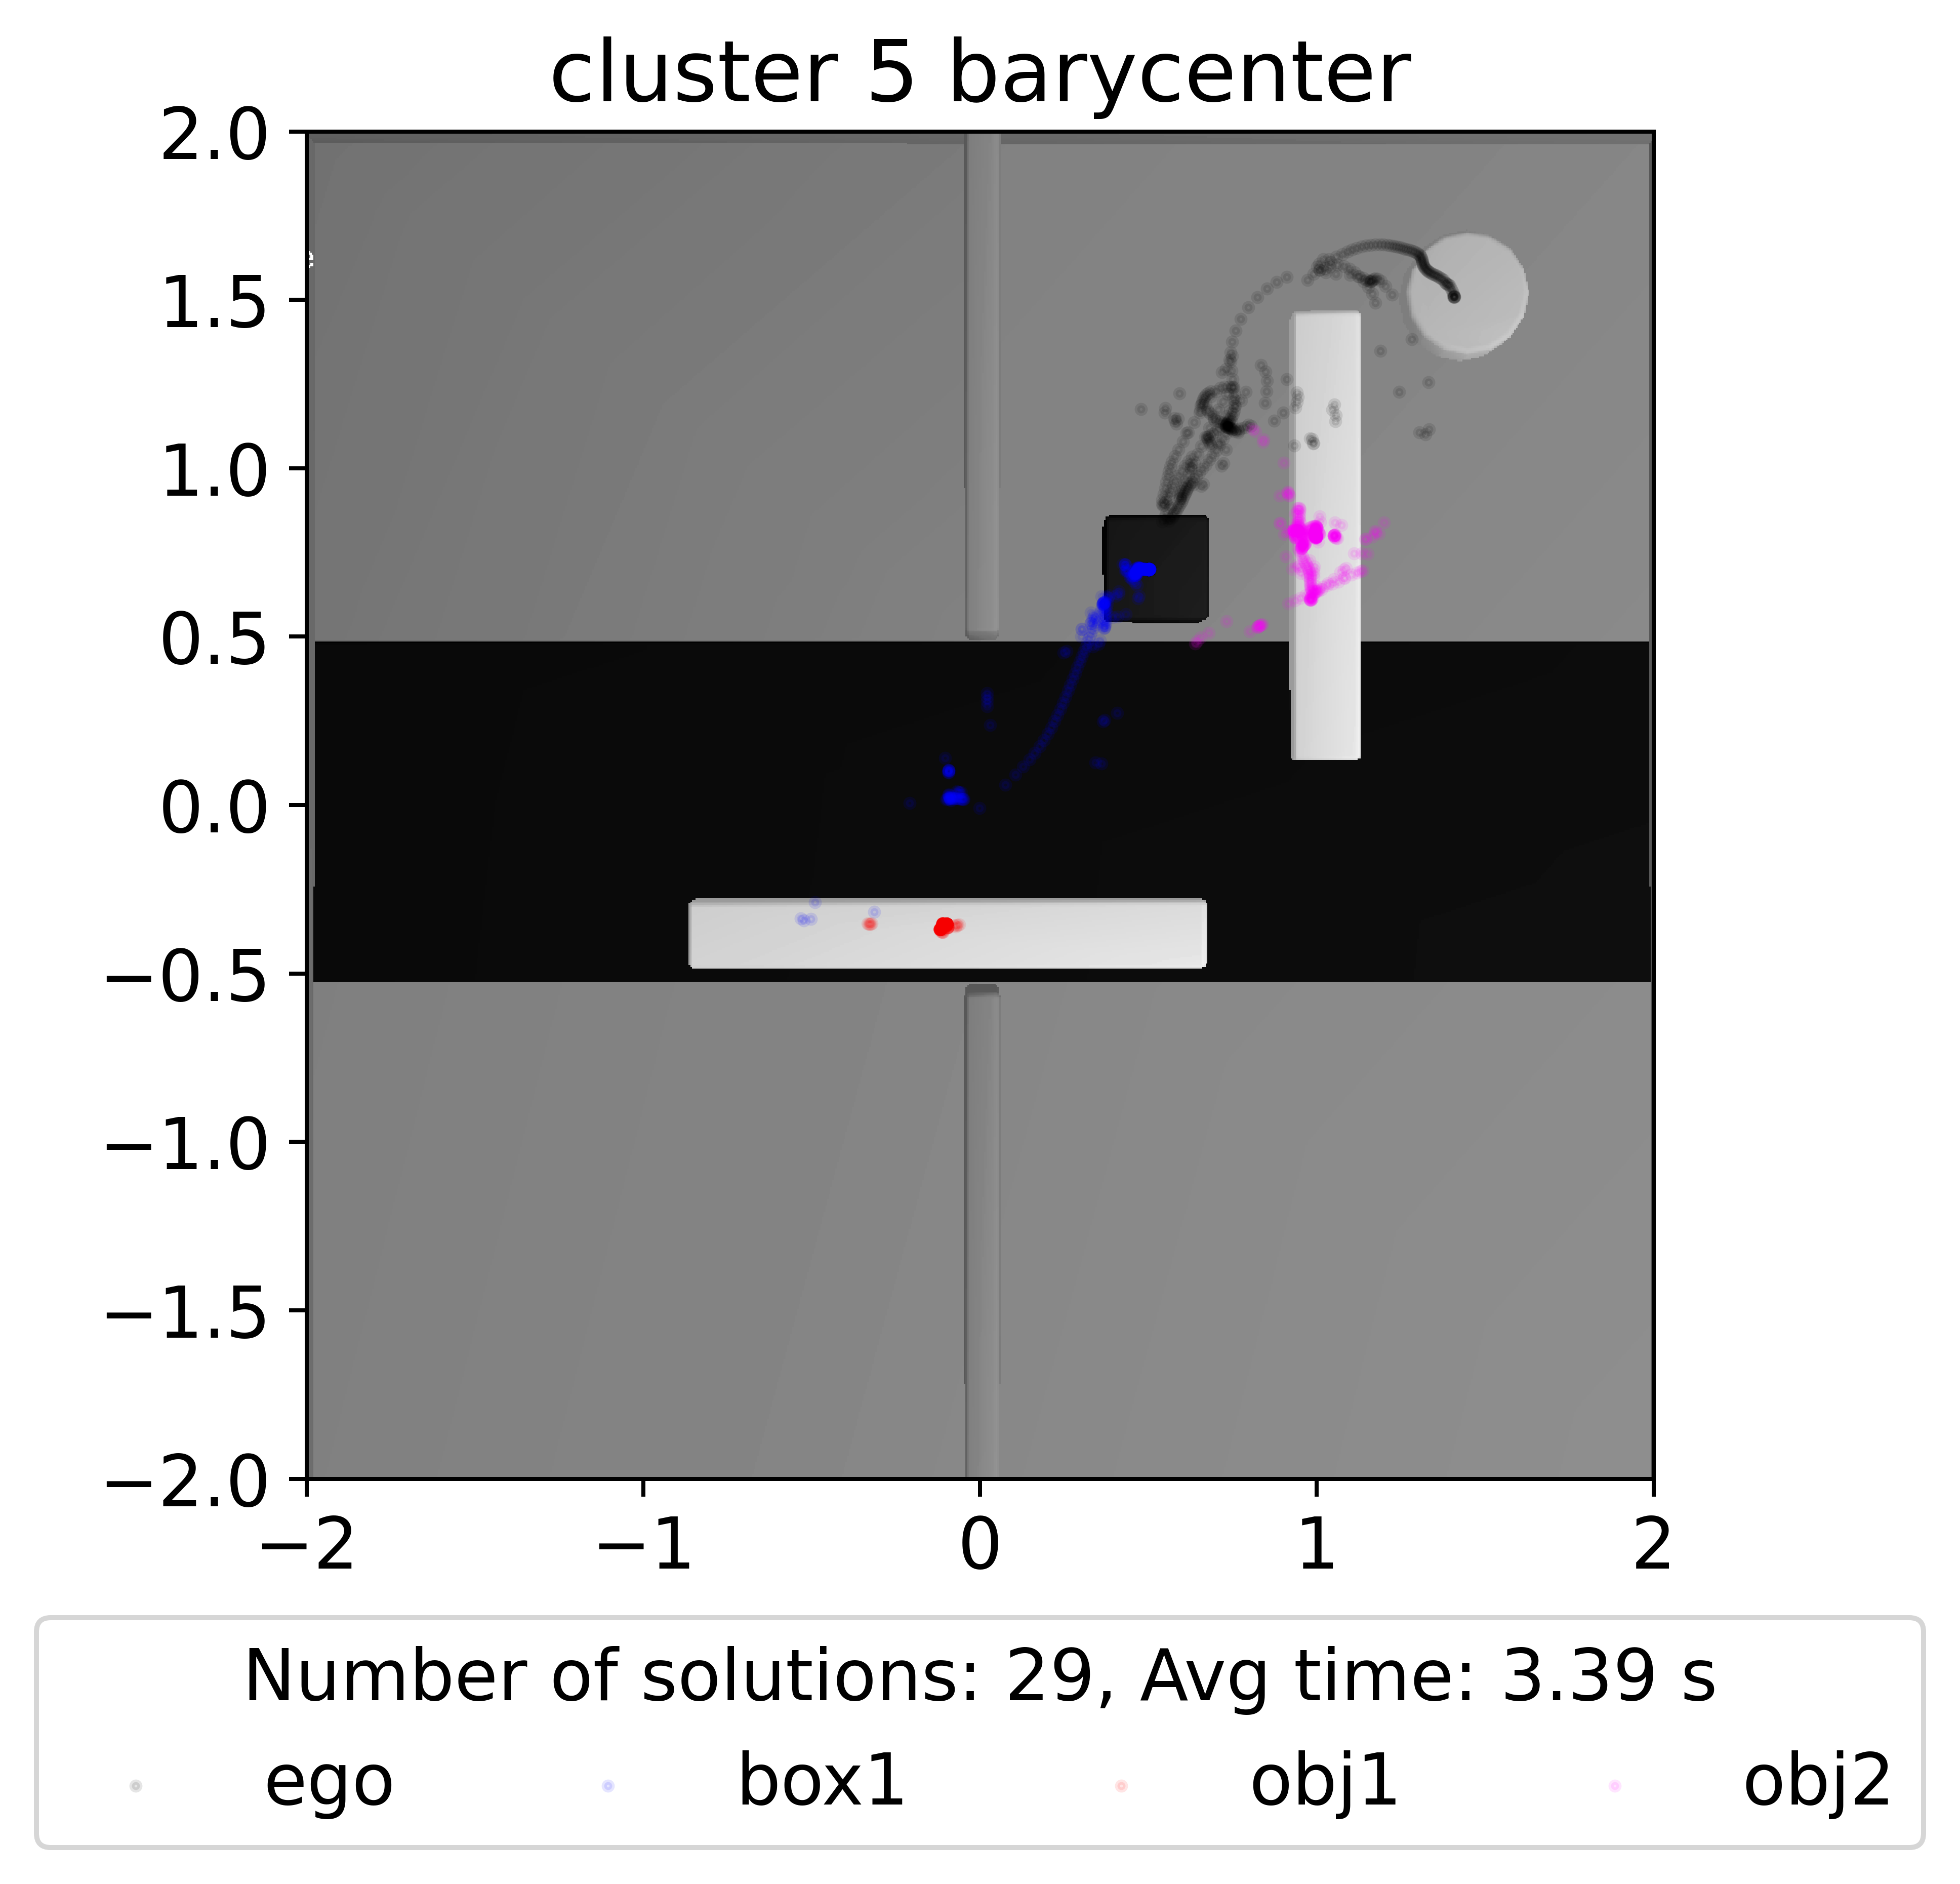 cluster 5 barycenter
2.0
1.5
1.0
0.5
0.0
−0.5
−1.0
−1.5
−2.0
−2 −1 0 1 2
Number of solutions: 29, Avg time: 3.39 s
ego box1 obj1 obj2